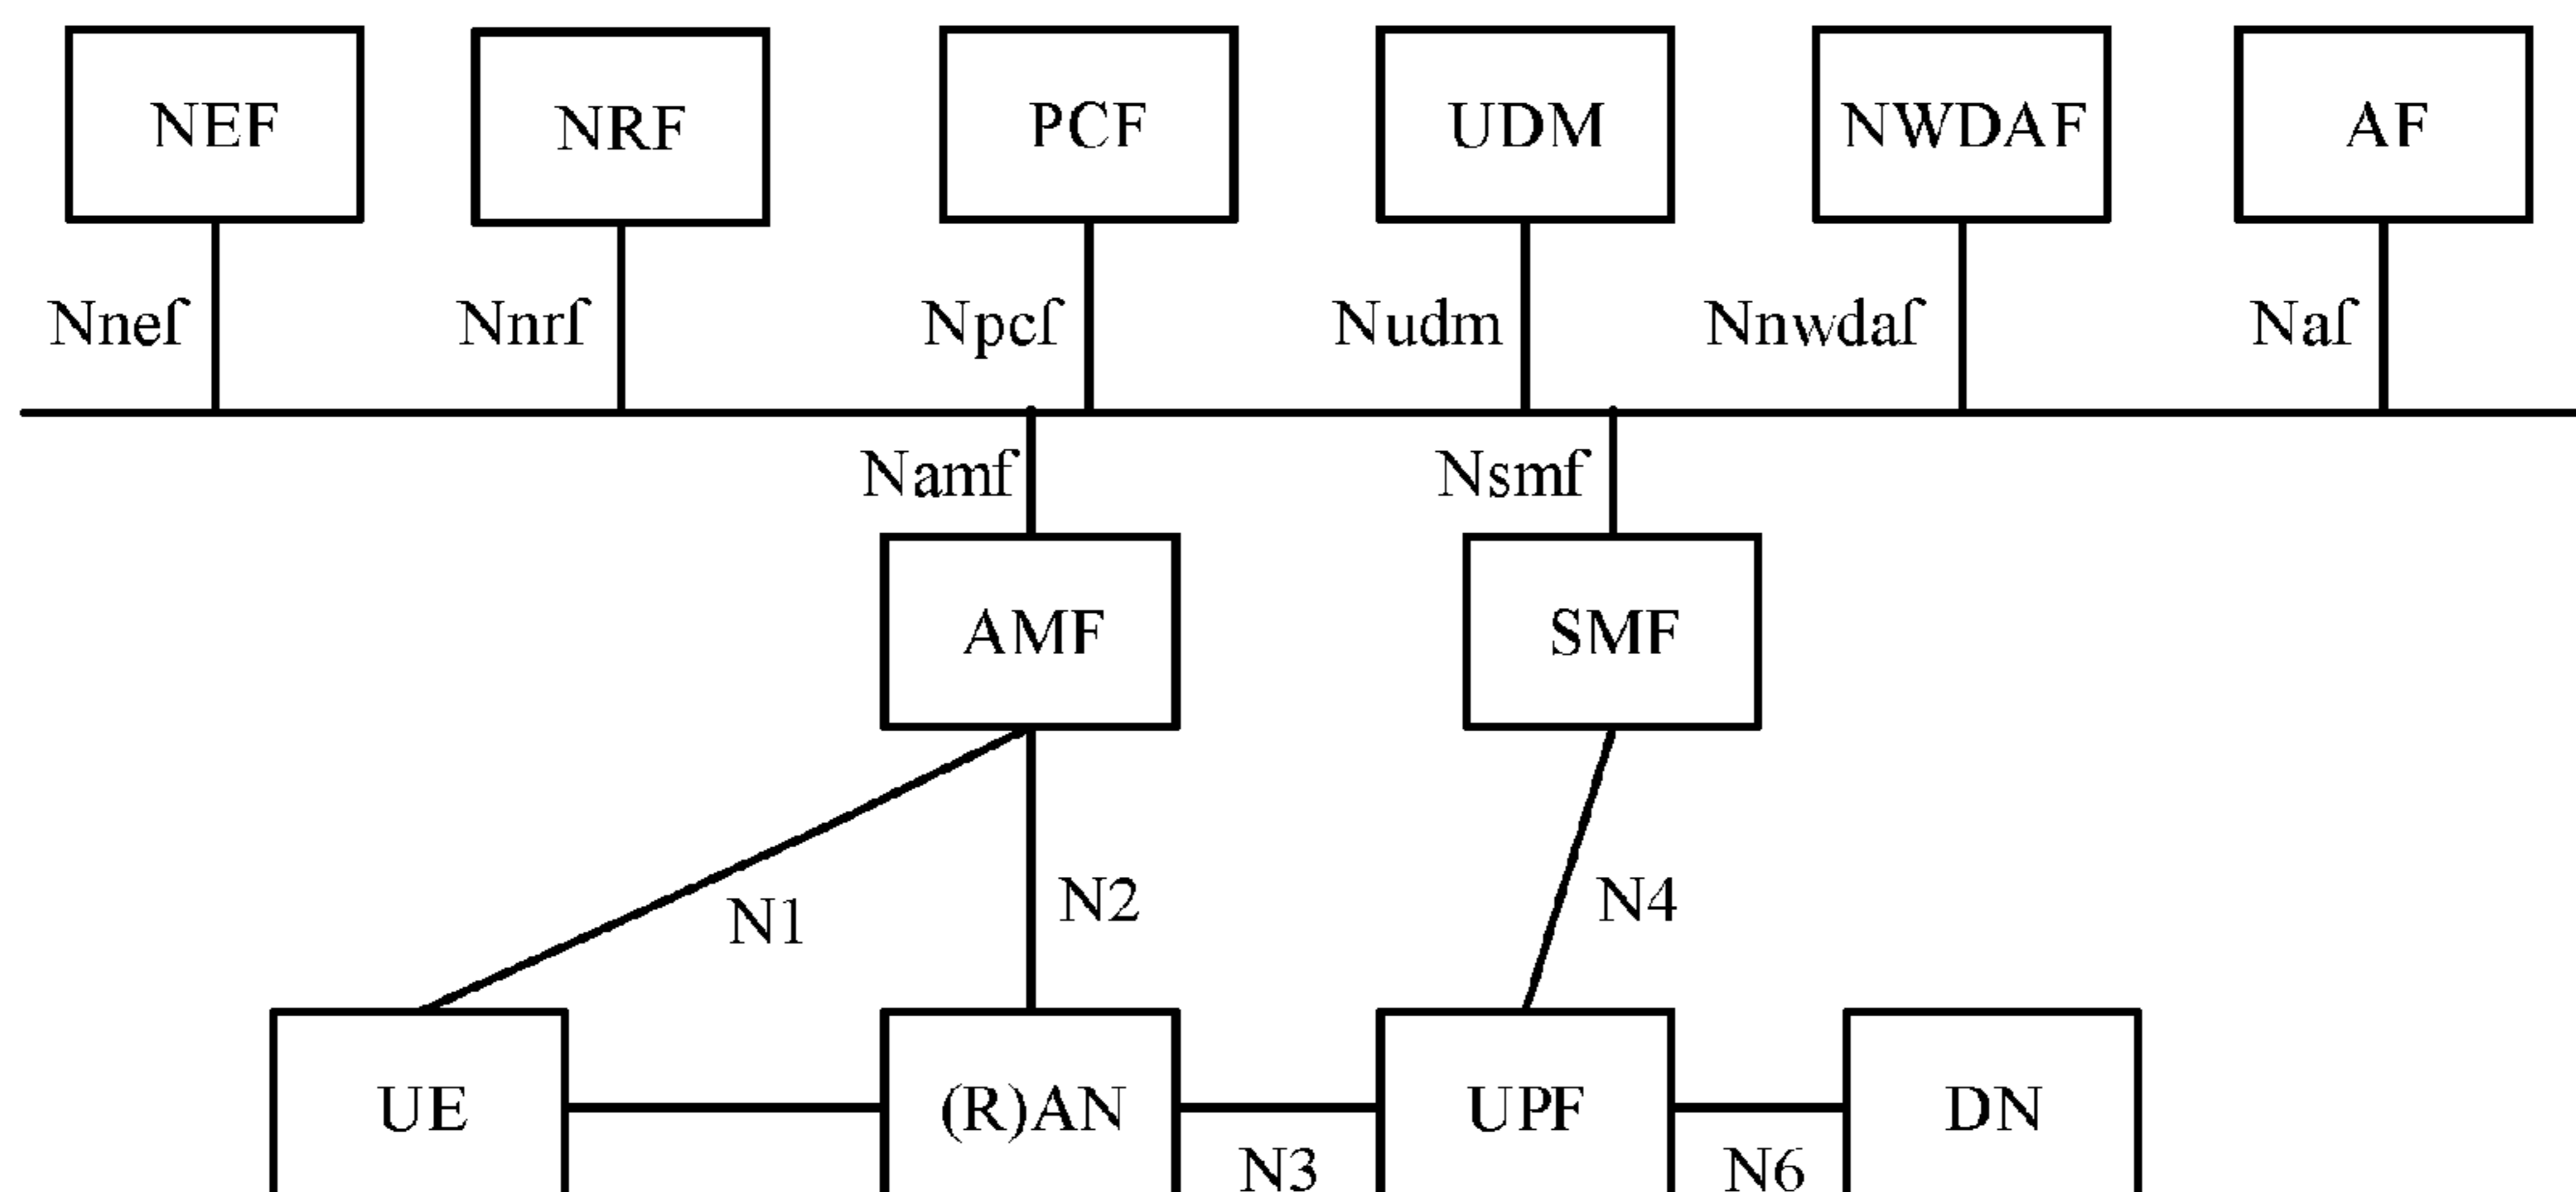 NEF NRF PCF UDM NWDAF AF
Nnef Nnrf Npcf Nudm Nnwdaf Naf
Namf Nsmf
AMF SMF
N1 N2 N4
UE (R)AN UPF DN
N3 N6